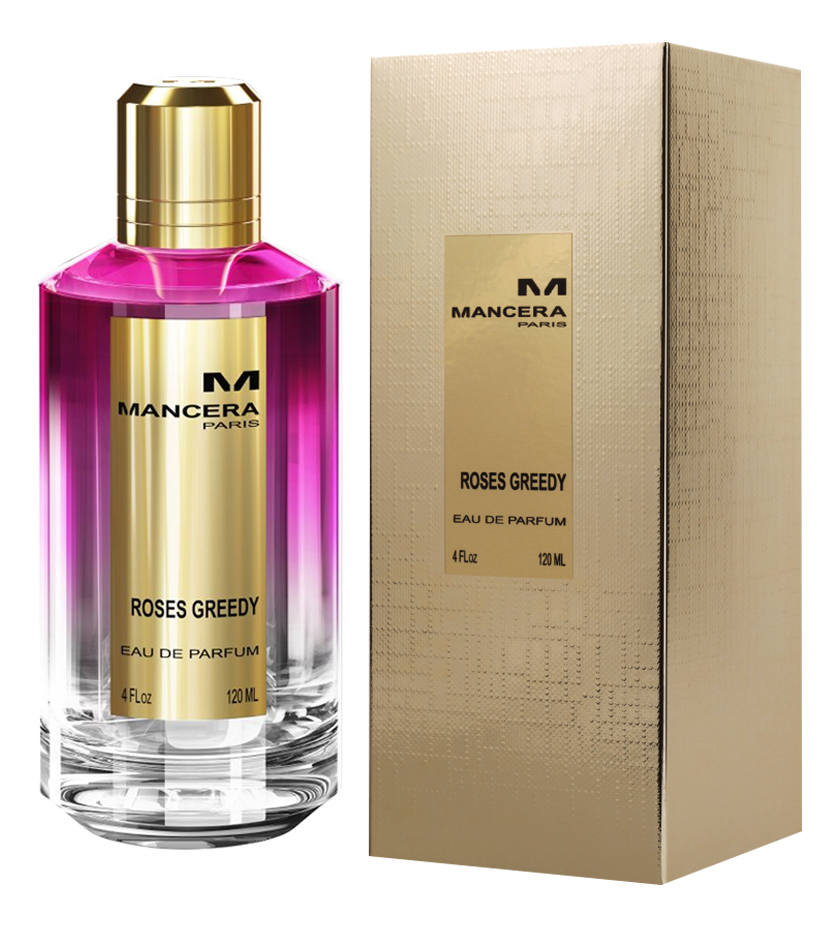 M
MANCERA
PARIS
ROSES GREEDY
EAU DE PARFUM
4 FLoz 120 ML
M
MANCERA
PARIS
ROSES GREEDY
EAU DE PARFUM
4 FLoz 120 ML